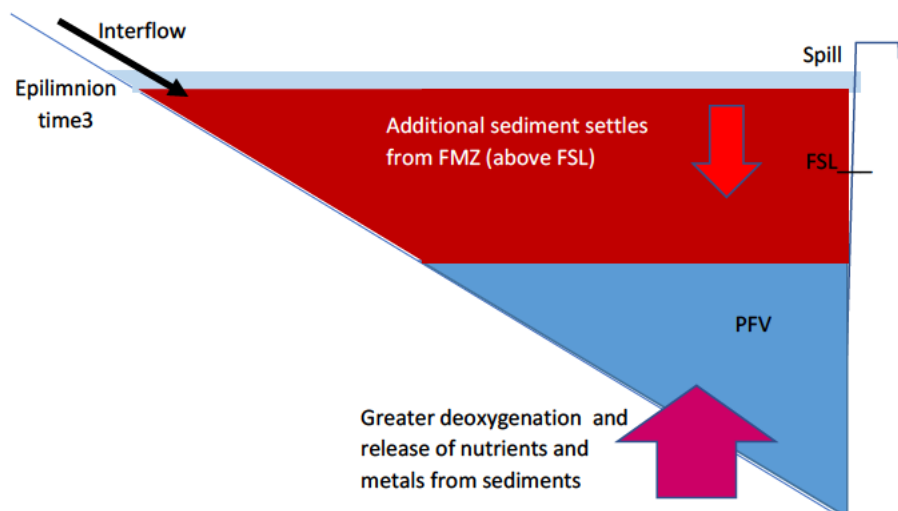 Interflow
Spill
Epilimnion
time3
Additional sediment settles
from FMZ (above FSL)
FSL
PFV
Greater deoxygenation and
release of nutrients and
metals from sediments